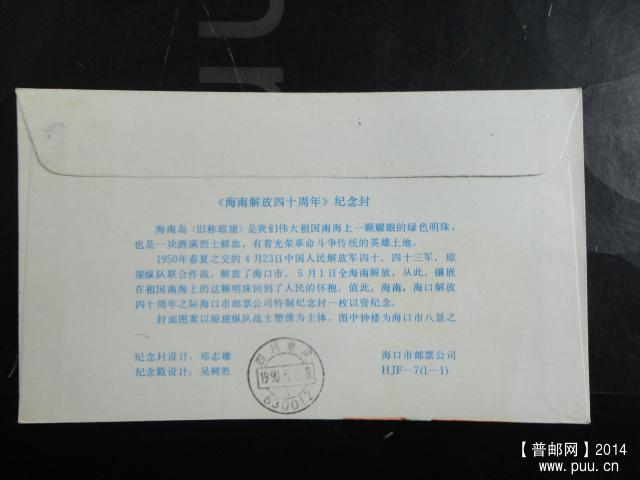 《海南解放四十周年》纪念封
海南岛（旧称琼崖）是我们伟大祖国南海上一颗耀眼的绿色明珠，
也是一块洒满烈士鲜血，有着光荣革命斗争传统的英雄土地。
1950年春夏之交的4月23日中国人民解放军四十、四十三军，琼
崖纵队联合作战，解放了海口市，5月1日全海南解放，从此，镶嵌
在祖国南海上的这颗明珠回到了人民的怀抱。值此，海南、海口解放
四十周年之际海口市邮票公司特制纪念封一枚以资纪念。
封面图案以琼崖纵队战士塑像为主体，图中钟楼为海口市八景之
一。
纪念封设计：郑志雄
纪念戳设计：吴树胜
海口市邮票公司
HJF—7(1—1)
四川重庆
630012
【普邮网】2014
www.puu.cn